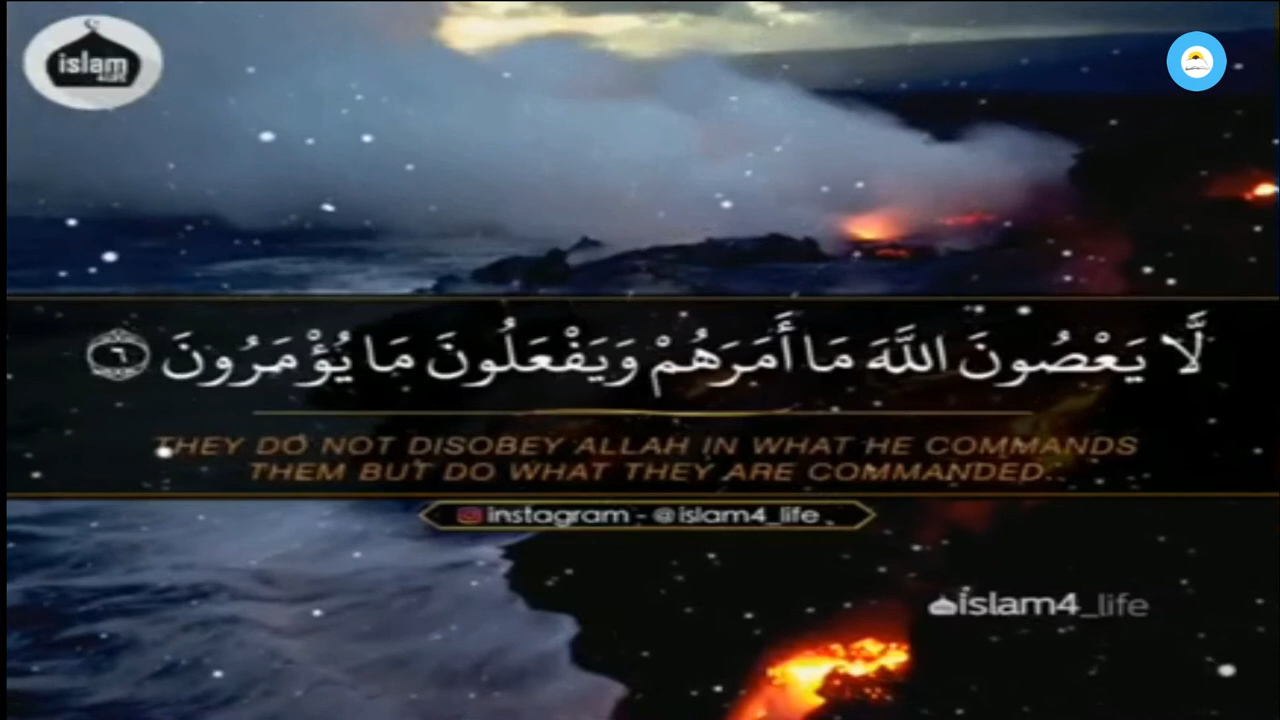 islam
لَّا يَعْصُونَ اللَّهَ مَا أَمَرَهُمْ وَيَفْعَلُونَ مَا يُؤْمَرُونَ ٦
THEY DO NOT DISOBEY ALLAH IN WHAT HE COMMANDS
THEM BUT DO WHAT THEY ARE COMMANDED.
instagram - @islam4_life
islam4_life